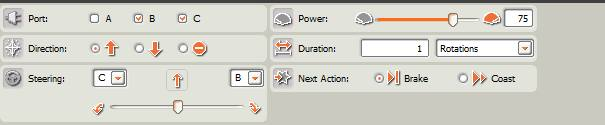 Port: A B C
Power: 75
Direction:
Duration: 1 Rotations
Steering: C B
Next Action: Brake Coast